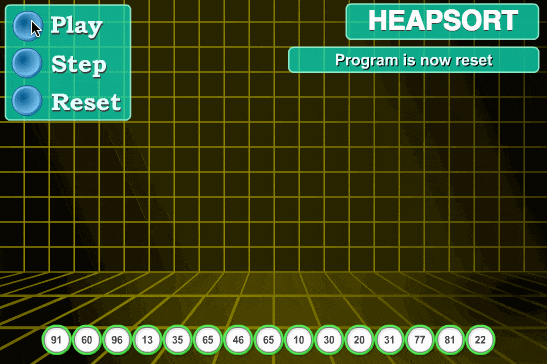 Play
Step
Reset
HEAPSORT
Program is now reset
91 60 96 13 35 65 46 65 10 30 20 31 77 81 22